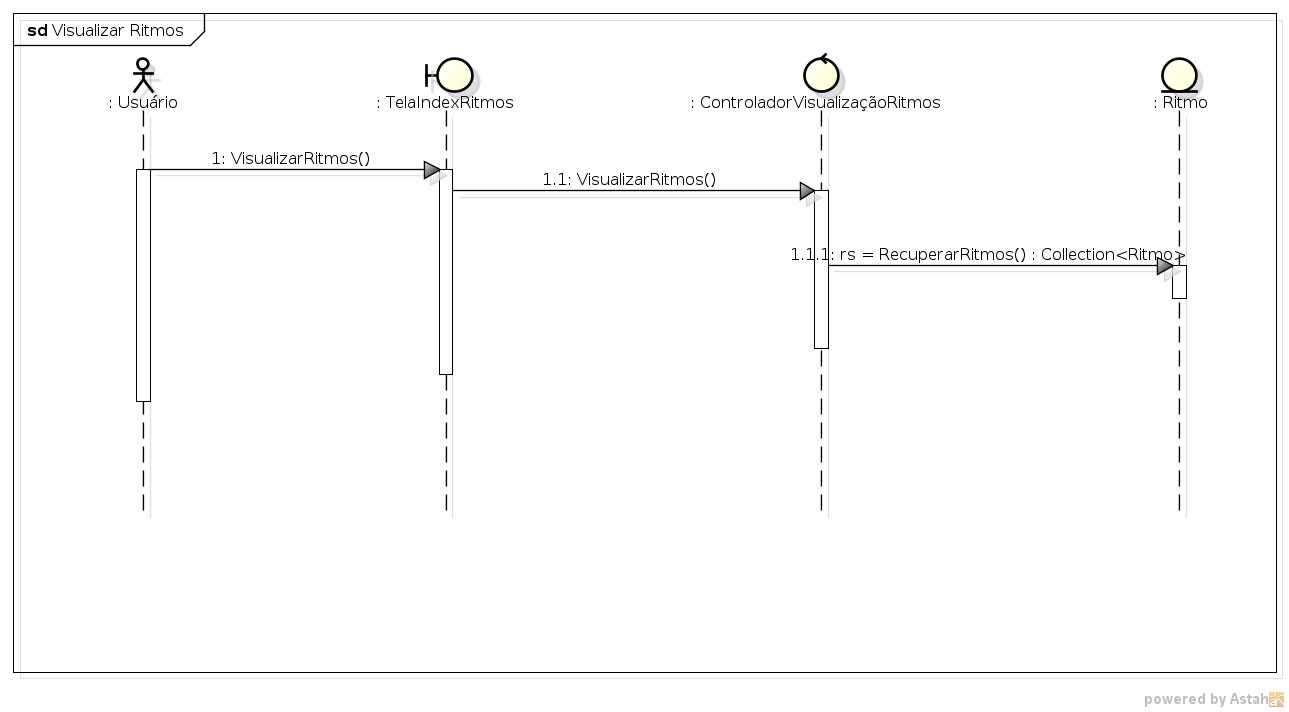 sd Visualizar Ritmos
: Usuário
: TelaIndexRitmos
: ControladorVisualizaçãoRitmos
: Ritmo
1: VisualizarRitmos()
1.1: VisualizarRitmos()
1.1.1: rs = RecuperarRitmos() : Collection<Ritmo>
powered by Astah